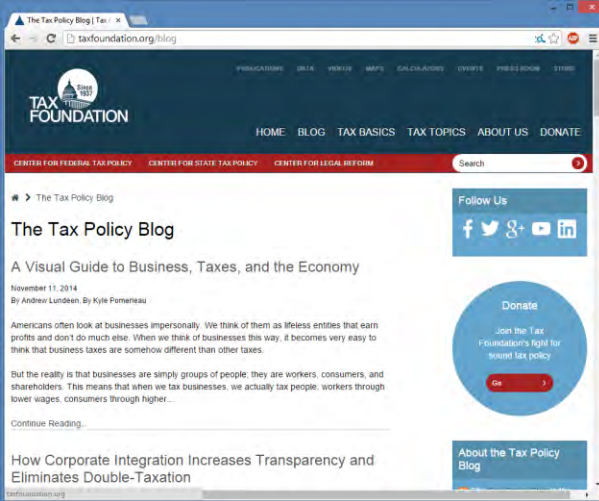 The Tax Policy Blog | Tax
taxfoundation.org/blog
ABP
PUBLICATIONS DATA VIDEOS MAPS CALCULATORS EVENTS PRESS ROOM STORE
Since
1937
TAX
FOUNDATION
HOME BLOG TAX BASICS TAX TOPICS ABOUT US DONATE
CENTER FOR FEDERAL TAX POLICY CENTER FOR STATE TAX POLICY CENTER FOR LEGAL REFORM
Search
> The Tax Policy Blog
Follow Us
The Tax Policy Blog
A Visual Guide to Business, Taxes, and the Economy
November 11, 2014
By Andrew Lundeen, By Kyle Pomerleau
Americans often look at businesses impersonally. We think of them as lifeless entities that earn
profits and don't do much else. When we think of businesses this way, it becomes very easy to
think that business taxes are somehow different than other taxes.
But the reality is that businesses are simply groups of people; they are workers, consumers, and
shareholders. This means that when we tax businesses, we actually tax people: workers through
lower wages, consumers through higher...
Continue Reading...
Donate
Join the Tax
Foundation's fight for
sound tax policy
Go
How Corporate Integration Increases Transparency and
Eliminates Double-Taxation
About the Tax Policy
Blog
taxfoundation.org